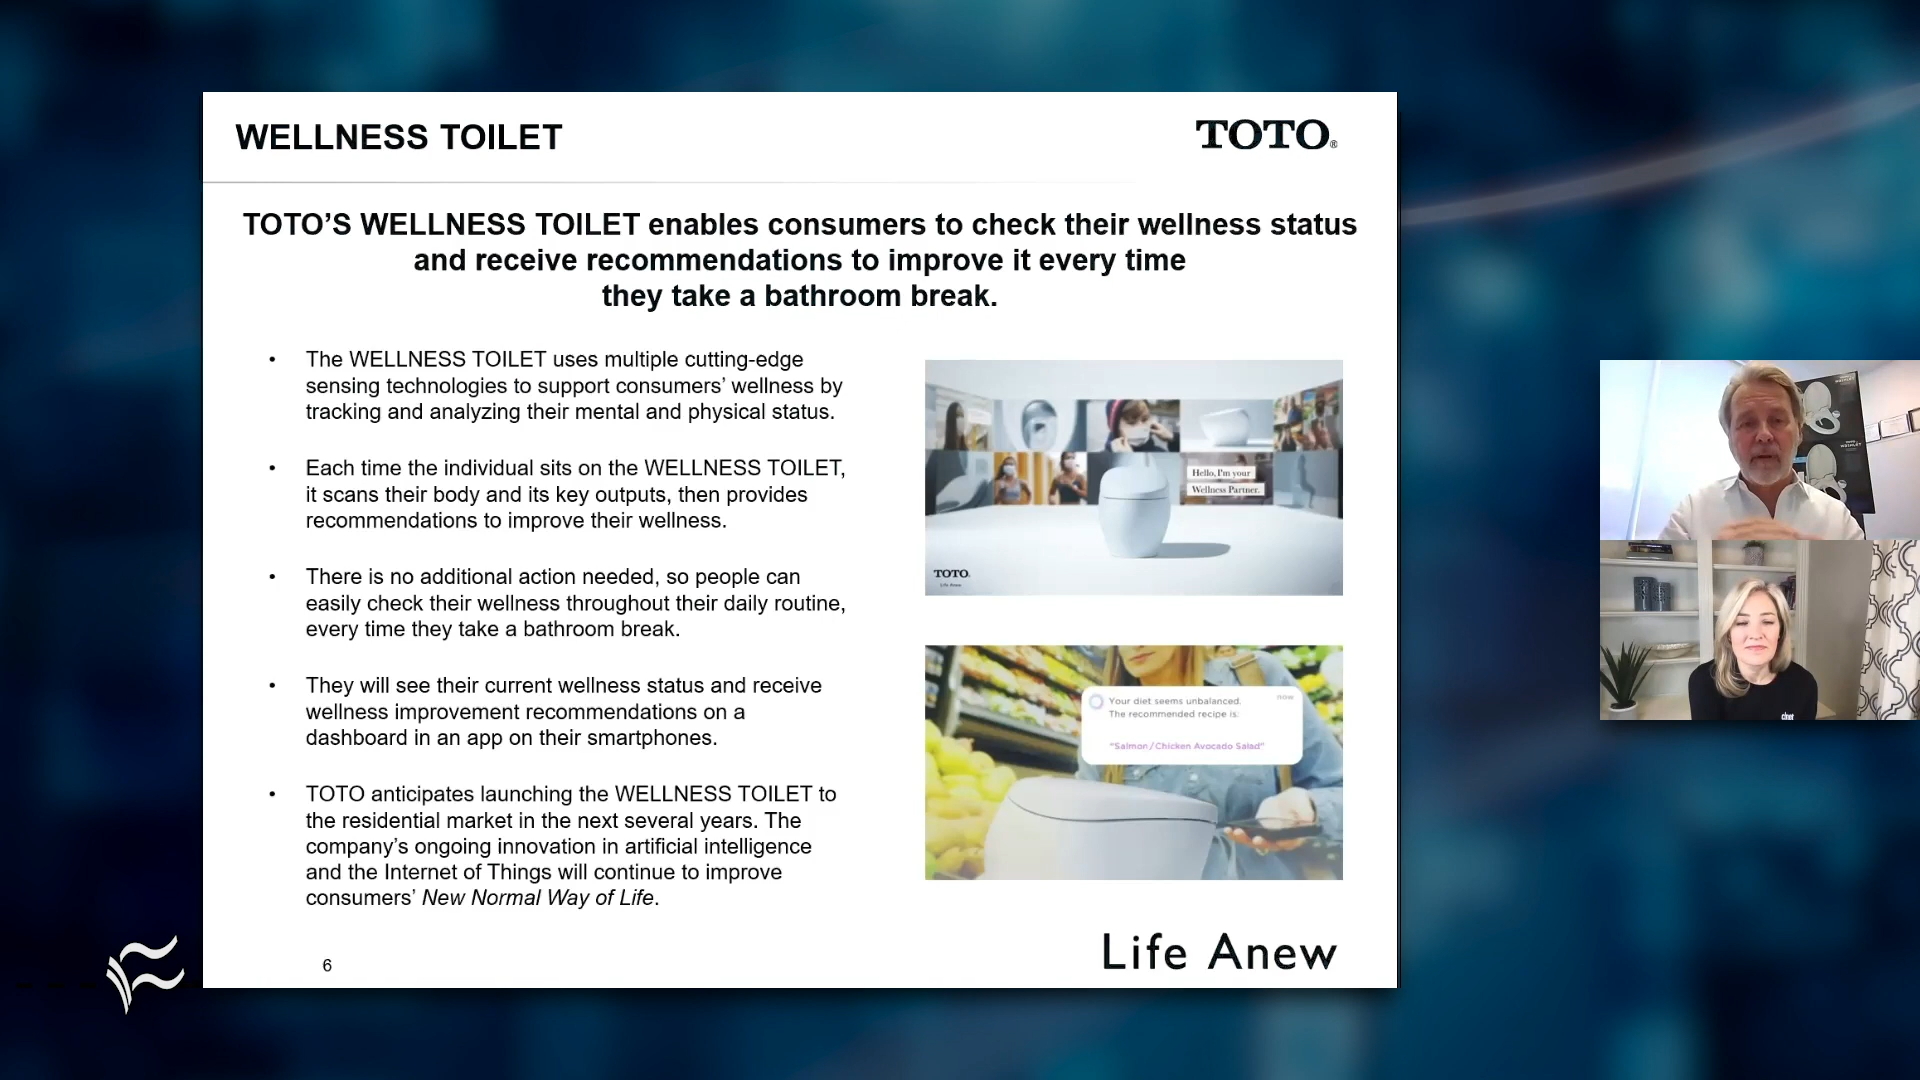 WELLNESS TOILET
TOTO®
TOTO'S WELLNESS TOILET enables consumers to check their wellness status
and receive recommendations to improve it every time
they take a bathroom break.
• The WELLNESS TOILET uses multiple cutting-edge
sensing technologies to support consumers' wellness by
tracking and analyzing their mental and physical status.
• Each time the individual sits on the WELLNESS TOILET,
it scans their body and its key outputs, then provides
recommendations to improve their wellness.
• There is no additional action needed, so people can
easily check their wellness throughout their daily routine,
every time they take a bathroom break.
• They will see their current wellness status and receive
wellness improvement recommendations on a
dashboard in an app on their smartphones.
• TOTO anticipates launching the WELLNESS TOILET to
the residential market in the next several years. The
company's ongoing innovation in artificial intelligence
and the Internet of Things will continue to improve
consumers' New Normal Way of Life.
Hello, I'm your
Wellness Partner.
TOTO
Life Anew
Your diet seems unbalanced.
now
The recommended recipe is:
"Salmon/Chicken Avocado Salad"
6
Life Anew
cnet